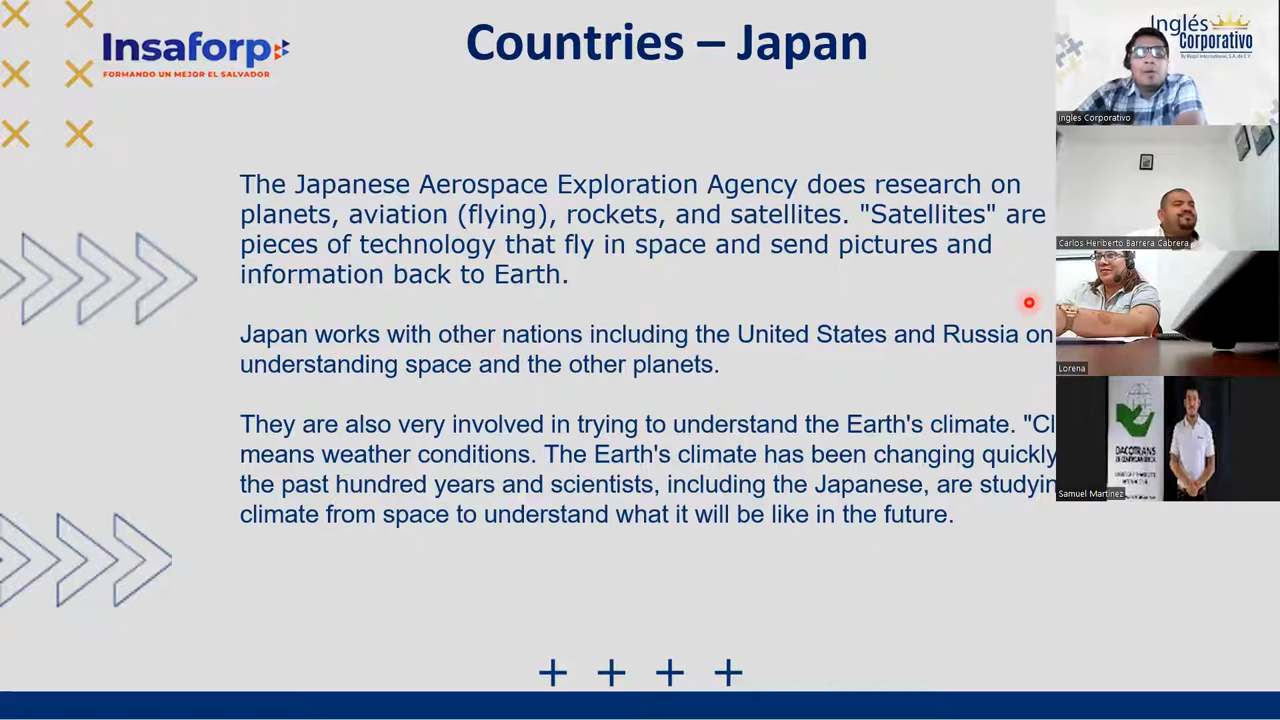 Insaforp
FORMANDO UN MEJOR EL SALVADOR
Countries – Japan
The Japanese Aerospace Exploration Agency does research on
planets, aviation (flying), rockets, and satellites. "Satellites" are
pieces of technology that fly in space and send pictures and
information back to Earth.
Japan works with other nations including the United States and Russia on
understanding space and the other planets.
They are also very involved in trying to understand the Earth's climate. "Cl
means weather conditions. The Earth's climate has been changing quickly
the past hundred years and scientists, including the Japanese, are studyin
climate from space to understand what it will be like in the future.
Inglés
Corporativo
Ingles Corporativo
Carlos Heriberto Barrera Cabrera
Lorena
DACOTRANS
Samuel Martinez